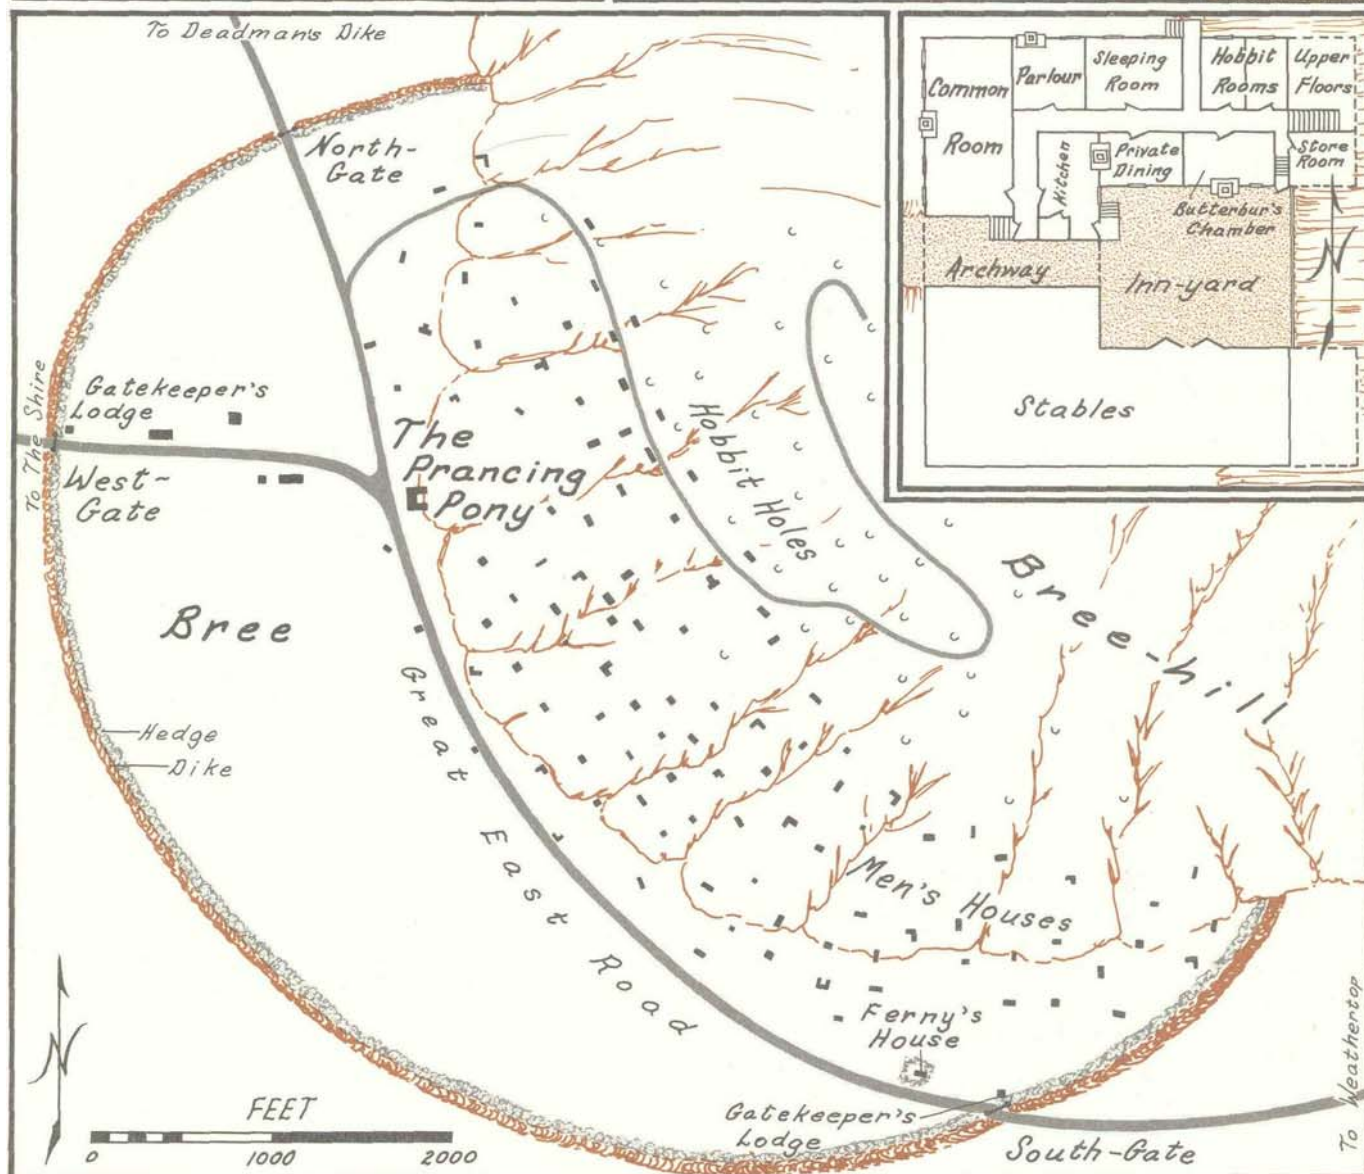 To Deadman's Dike
North-
Gate
To The Shire
Gatekeeper's
Lodge
West-
Gate
The
Prancing
Pony
Hobbit Holes
Bree-hill
Bree
Hedge
Dike
Great East Road
Men's Houses
Ferny's
House
Gatekeeper's
Lodge
South-Gate
To Weathertop
N
FEET
0 1000 2000
Common
Room
Parlour
Sleeping
Room
Hobbit
Rooms
Upper
Floors
Kitchen
Private
Dining
Store
Room
Butterbur's
Chamber
Archway
Inn-yard
N
Stables